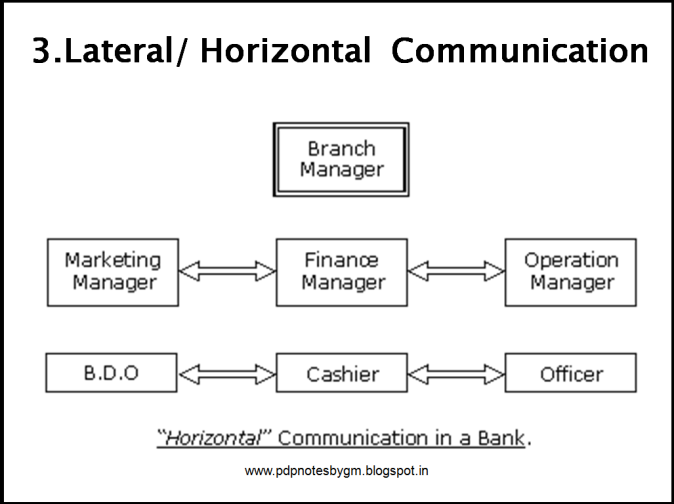 3.Lateral/ Horizontal Communication
Branch
Manager
Marketing
Manager
Finance
Manager
Operation
Manager
B.D.O
Cashier
Officer
“Horizontal” Communication in a Bank.
www.pdpnotesbygm.blogspot.in